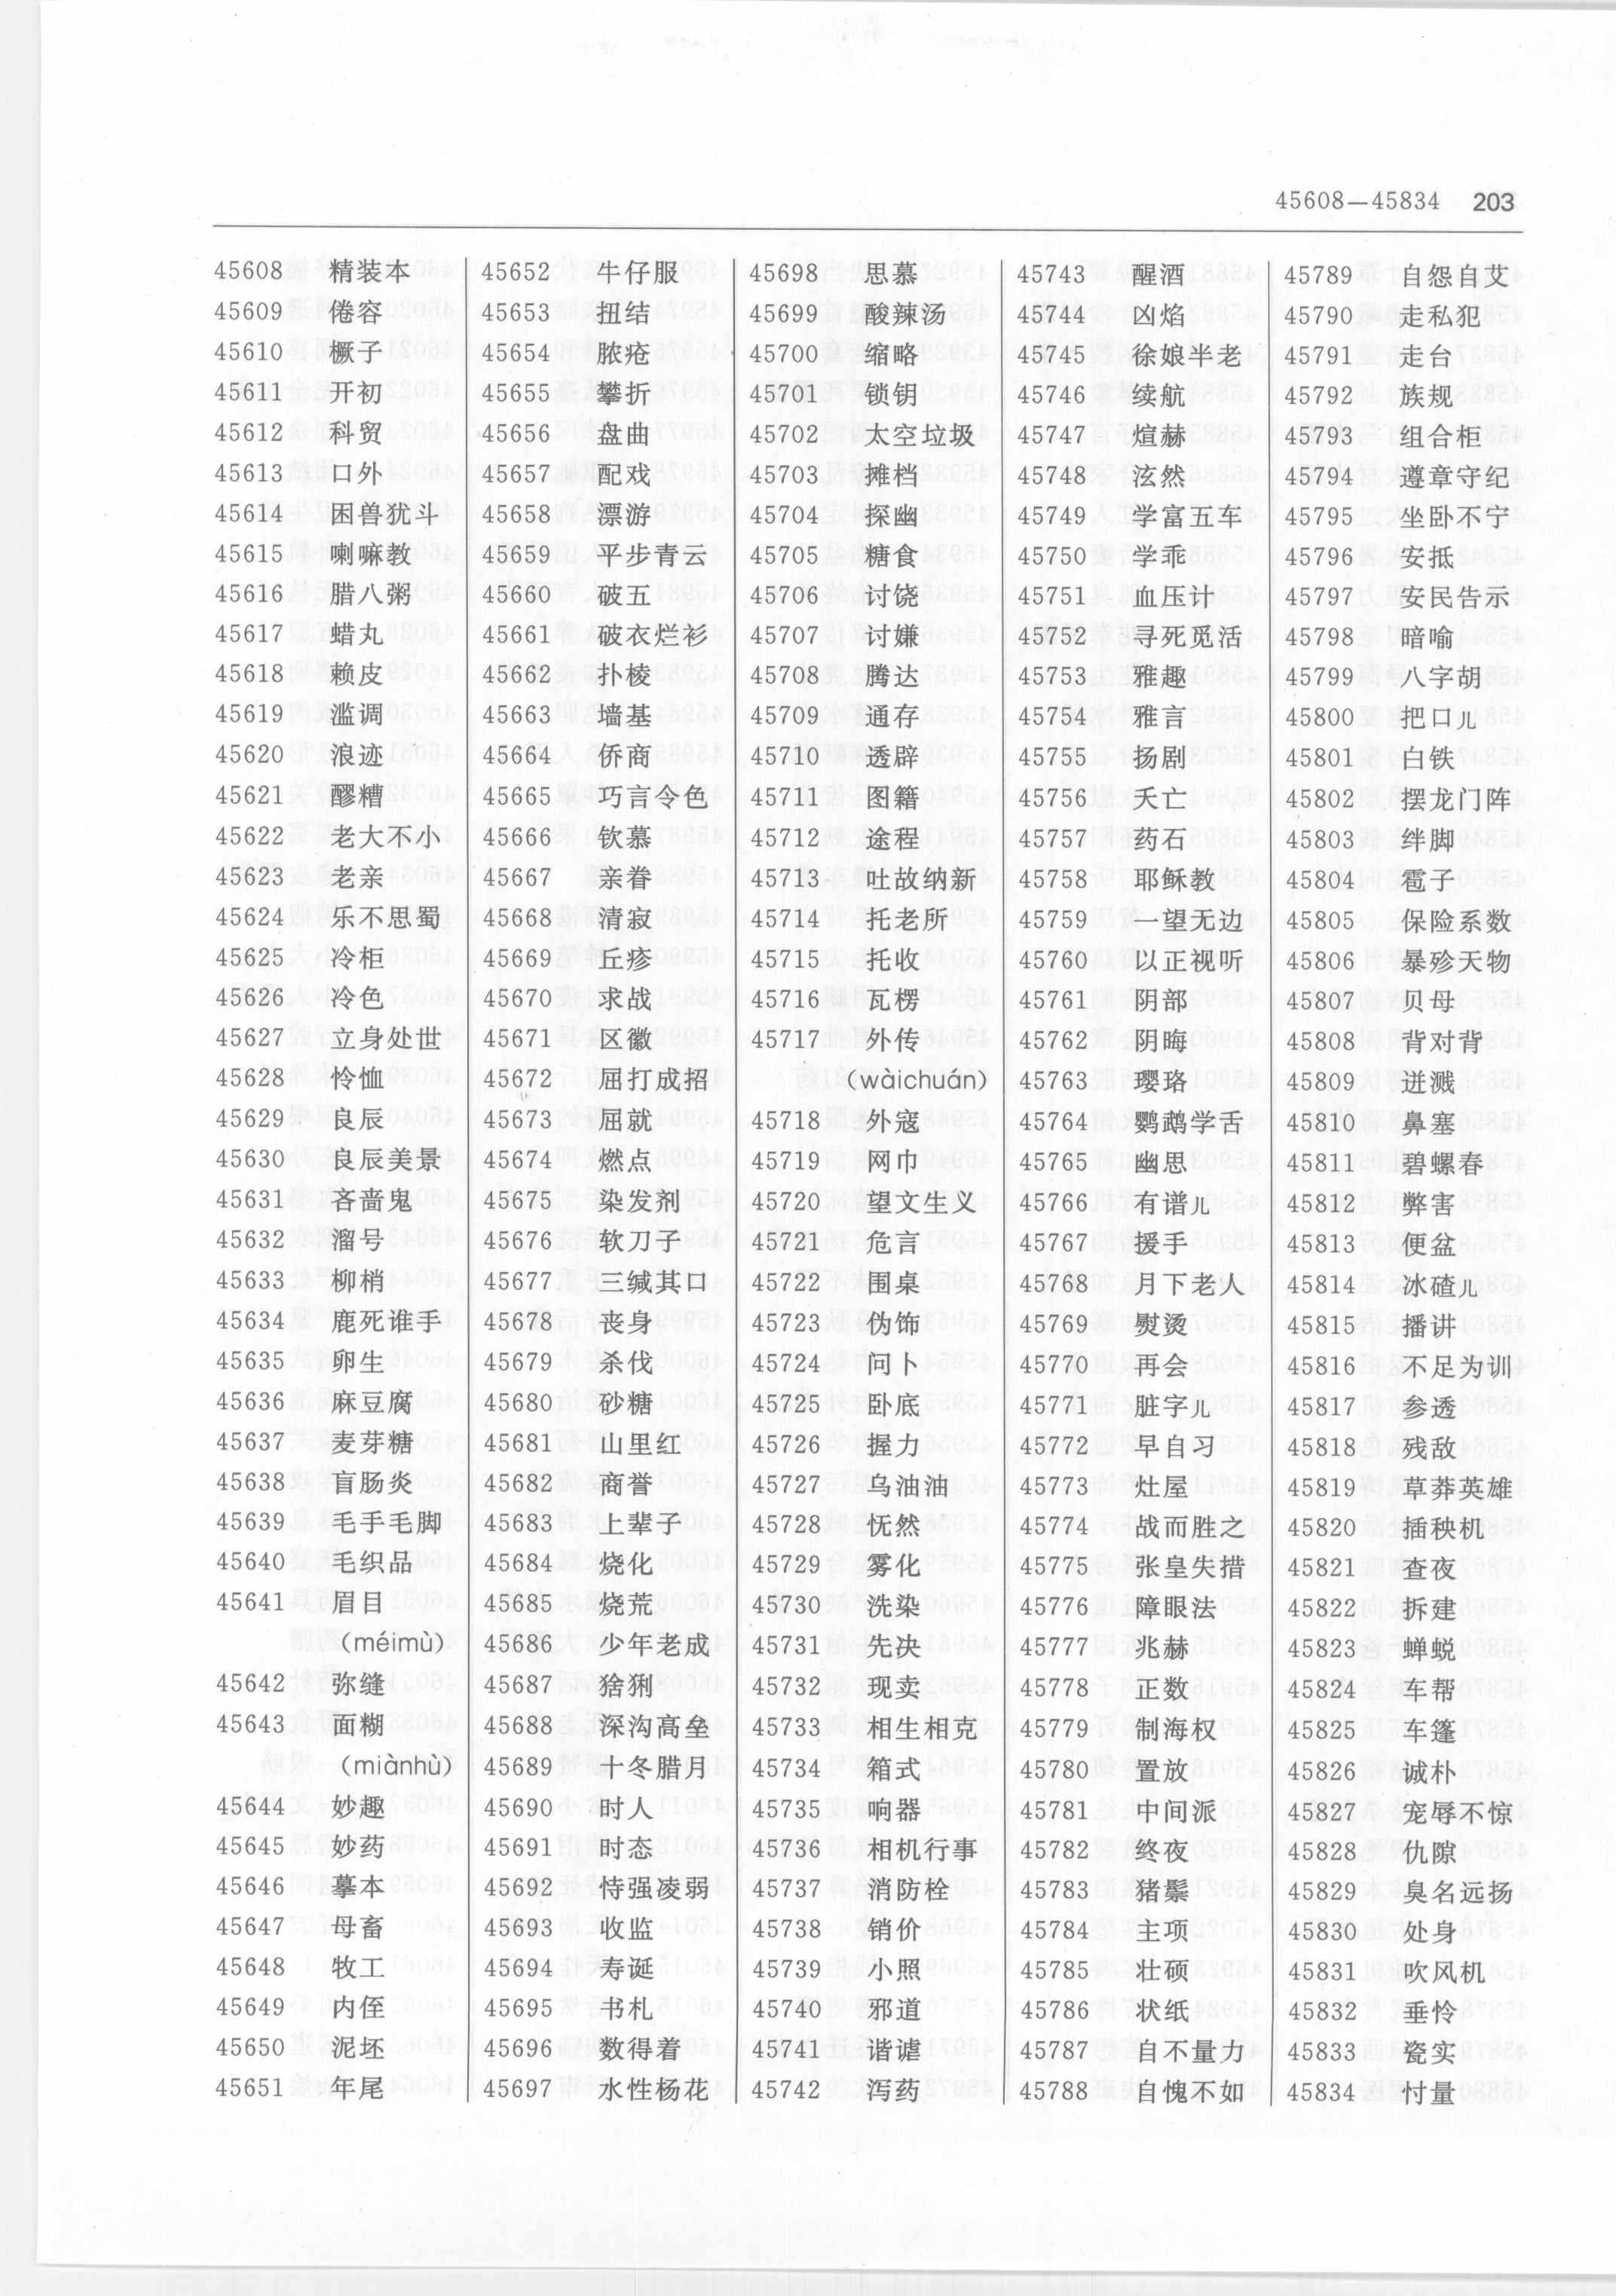 45608—45834 203
45608 精装本
45609 倦容
45610 橛子
45611 开初
45612 科贸
45613 口外
45614 困兽犹斗
45615 喇嘛教
45616 腊八粥
45617 蜡丸
45618 赖皮
45619 滥调
45620 浪迹
45621 醪糟
45622 老大不小
45623 老亲
45624 乐不思蜀
45625 冷柜
45626 冷色
45627 立身处世
45628 怜恤
45629 良辰
45630 良辰美景
45631 吝啬鬼
45632 溜号
45633 柳梢
45634 鹿死谁手
45635 卵生
45636 麻豆腐
45637 麦芽糖
45638 盲肠炎
45639 毛手毛脚
45640 毛织品
45641 眉目
(méimù)
45642 弥缝
45643 面糊
(miànhù)
45644 妙趣
45645 妙药
45646 摹本
45647 母畜
45648 牧工
45649 内侄
45650 泥坯
45651 年尾
45652 牛仔服
45653 扭结
45654 脓疮
45655 攀折
45656 盘曲
45657 配戏
45658 漂游
45659 平步青云
45660 破五
45661 破衣烂衫
45662 扑棱
45663 墙基
45664 侨商
45665 巧言令色
45666 钦慕
45667 亲眷
45668 清寂
45669 丘疹
45670 求战
45671 区徽
45672 屈打成招
45673 屈就
45674 燃点
45675 染发剂
45676 软刀子
45677 三缄其口
45678 丧身
45679 杀伐
45680 砂糖
45681 山里红
45682 商誉
45683 上辈子
45684 烧化
45685 烧荒
45686 少年老成
45687 猞猁
45688 深沟高垒
45689 十冬腊月
45690 时人
45691 时态
45692 恃强凌弱
45693 收监
45694 寿诞
45695 书札
45696 数得着
45697 水性杨花
45698 思慕
45699 酸辣汤
45700 缩略
45701 锁钥
45702 太空垃圾
45703 摊档
45704 探幽
45705 糖食
45706 讨饶
45707 讨嫌
45708 腾达
45709 通存
45710 透辟
45711 图籍
45712 途程
45713 吐故纳新
45714 托老所
45715 托收
45716 瓦楞
45717 外传
(wàichuán)
45718 外寇
45719 网巾
45720 望文生义
45721 危言
45722 围桌
45723 伪饰
45724 问卜
45725 卧底
45726 握力
45727 乌油油
45728 怃然
45729 雾化
45730 洗染
45731 先决
45732 现卖
45733 相生相克
45734 箱式
45735 响器
45736 相机行事
45737 消防栓
45738 销价
45739 小照
45740 邪道
45741 谐谑
45742 泻药
45743 醒酒
45744 凶焰
45745 徐娘半老
45746 续航
45747 煊赫
45748 泫然
45749 学富五车
45750 学乖
45751 血压计
45752 寻死觅活
45753 雅趣
45754 雅言
45755 扬剧
45756 夭亡
45757 药石
45758 耶稣教
45759 一望无边
45760 以正视听
45761 阴部
45762 阴晦
45763 璎珞
45764 鹦鹉学舌
45765 幽思
45766 有谱儿
45767 援手
45768 月下老人
45769 熨烫
45770 再会
45771 脏字儿
45772 早自习
45773 灶屋
45774 战而胜之
45775 张皇失措
45776 障眼法
45777 兆赫
45778 正数
45779 制海权
45780 置放
45781 中间派
45782 终夜
45783 猪鬃
45784 主项
45785 壮硕
45786 状纸
45787 自不量力
45788 自愧不如
45789 自怨自艾
45790 走私犯
45791 走台
45792 族规
45793 组合柜
45794 遵章守纪
45795 坐卧不宁
45796 安抵
45797 安民告示
45798 暗喻
45799 八字胡
45800 把口儿
45801 白铁
45802 摆龙门阵
45803 绊脚
45804 雹子
45805 保险系数
45806 暴殄天物
45807 贝母
45808 背对背
45809 迸溅
45810 鼻塞
45811 碧螺春
45812 弊害
45813 便盆
45814 冰碴儿
45815 播讲
45816 不足为训
45817 参透
45818 残敌
45819 草莽英雄
45820 插秧机
45821 查夜
45822 拆建
45823 蝉蜕
45824 车帮
45825 车篷
45826 诚朴
45827 宠辱不惊
45828 仇隙
45829 臭名远扬
45830 处身
45831 吹风机
45832 垂怜
45833 瓷实
45834 忖量